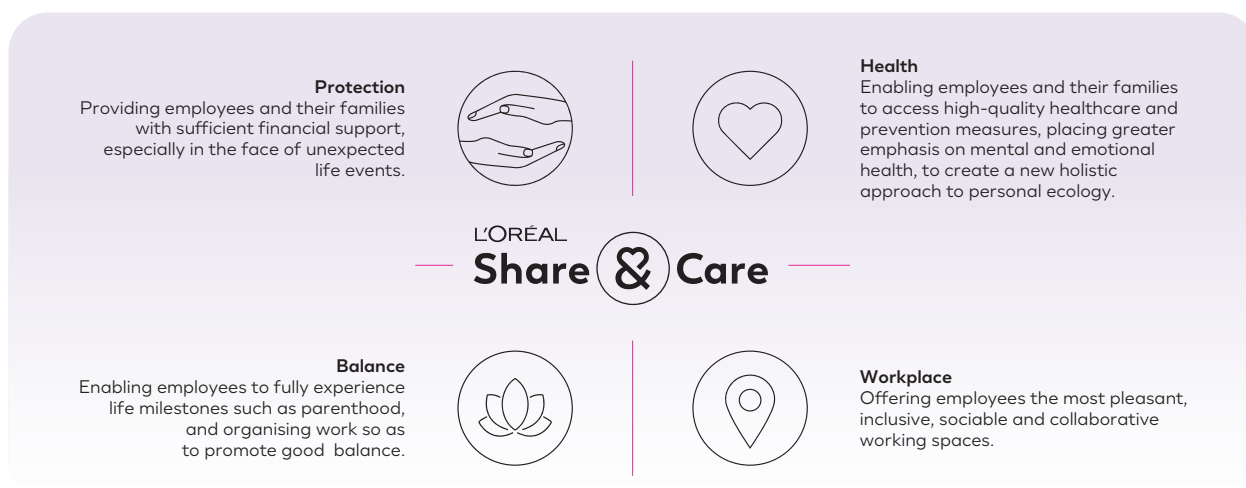 Protection
Providing employees and their families
with sufficient financial support,
especially in the face of unexpected
life events.
Health
Enabling employees and their families
to access high-quality healthcare and
prevention measures, placing greater
emphasis on mental and emotional
health, to create a new holistic
approach to personal ecology.
L'ORÉAL
Share & Care
Balance
Enabling employees to fully experience
life milestones such as parenthood,
and organising work so as
to promote good balance.
Workplace
Offering employees the most pleasant,
inclusive, sociable and collaborative
working spaces.